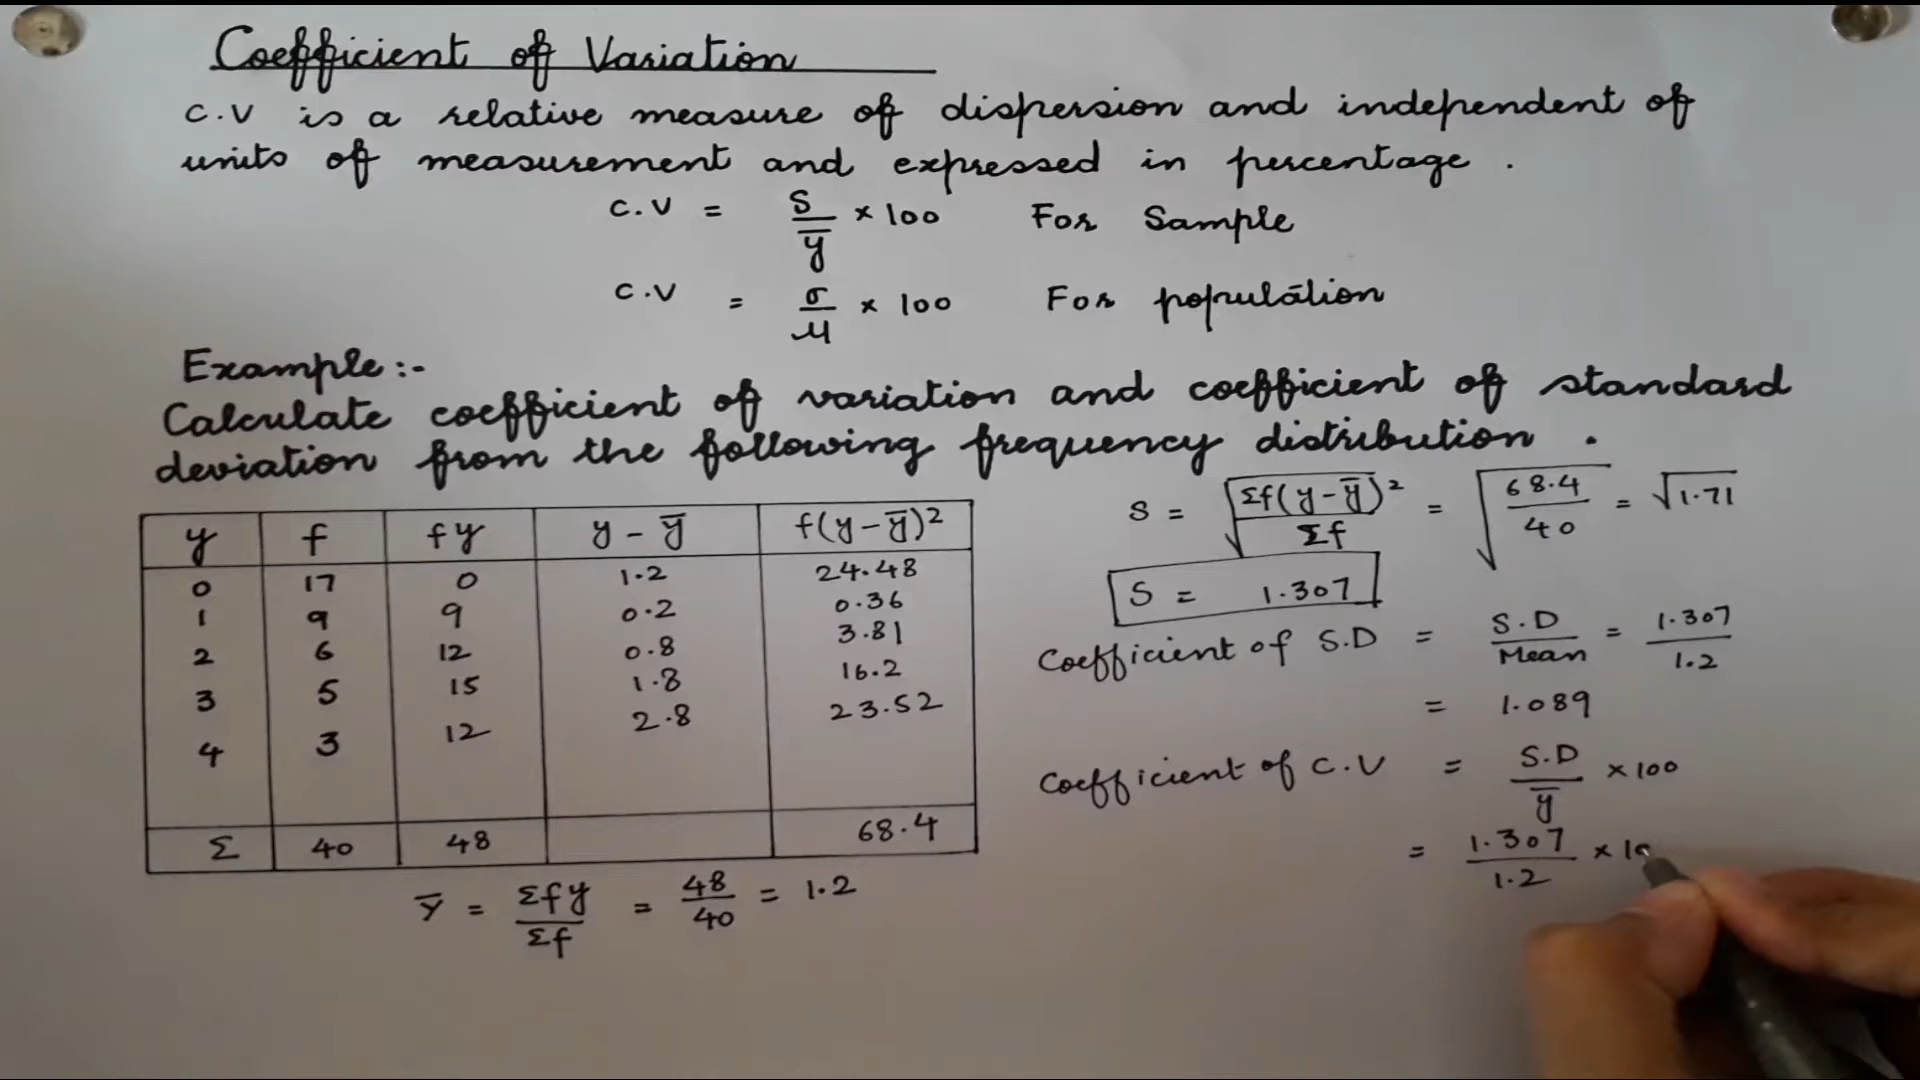 Coefficient of Variation
C.V is a relative measure of dispersion and independent of
units of measurement and expressed in percentage .
C.V = S/ȳ × 100 For Sample
C.V = σ/μ × 100 For population
Example:-
Calculate coefficient of variation and coefficient of standard
deviation from the following frequency distribution .
y f fy y - ȳ f(y-ȳ)²
0 17 0 1.2 24.48
1 9 9 0.2 0.36
2 6 12 0.8 3.81
3 5 15 1.8 16.2
4 3 12 2.8 23.52
Σ 40 48 68.4
ȳ = Σfy/Σf = 48/40 = 1.2
S = √(Σf(y-ȳ)²/Σf) = √(68.4/40) = √1.71
S = 1.307
Coefficient of S.D = S.D/Mean = 1.307/1.2
= 1.089
Coefficient of C.V = S.D/ȳ × 100
= 1.307/1.2 × 10